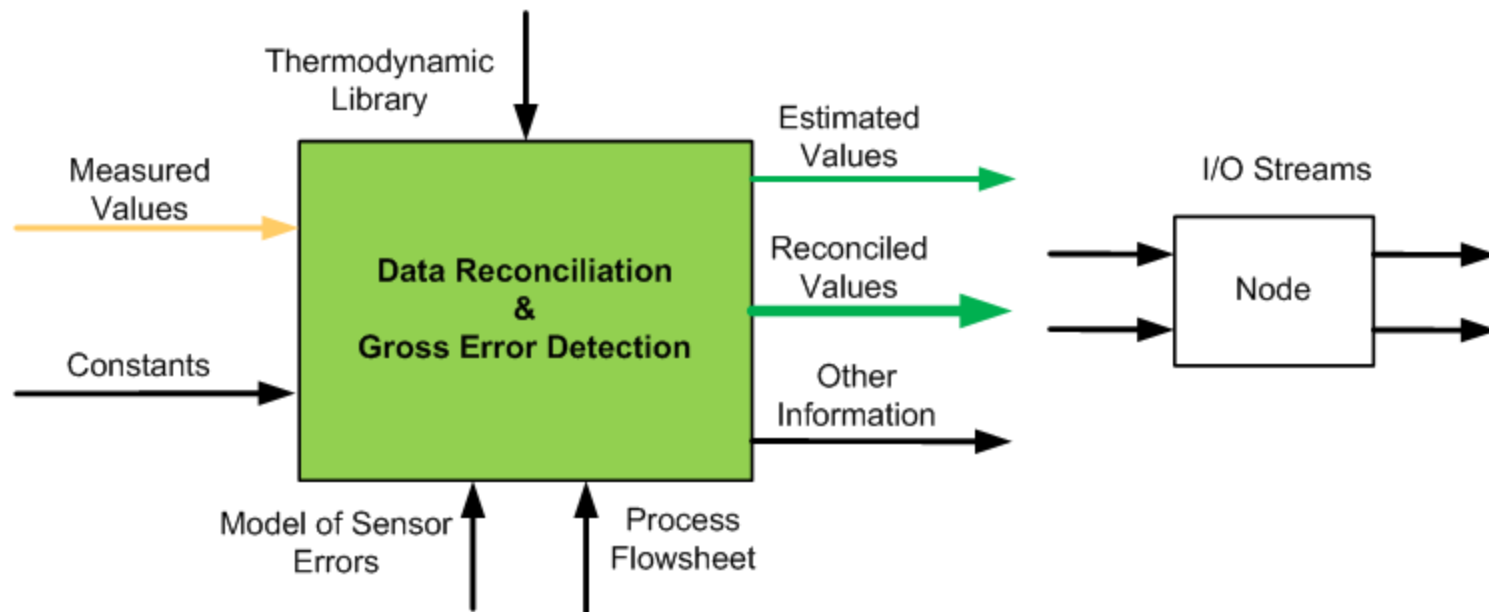 Thermodynamic
Library
Measured
Values
Constants
Data Reconciliation
&
Gross Error Detection
Model of Sensor
Errors
Process
Flowsheet
Estimated
Values
Reconciled
Values
Other
Information
I/O Streams
Node